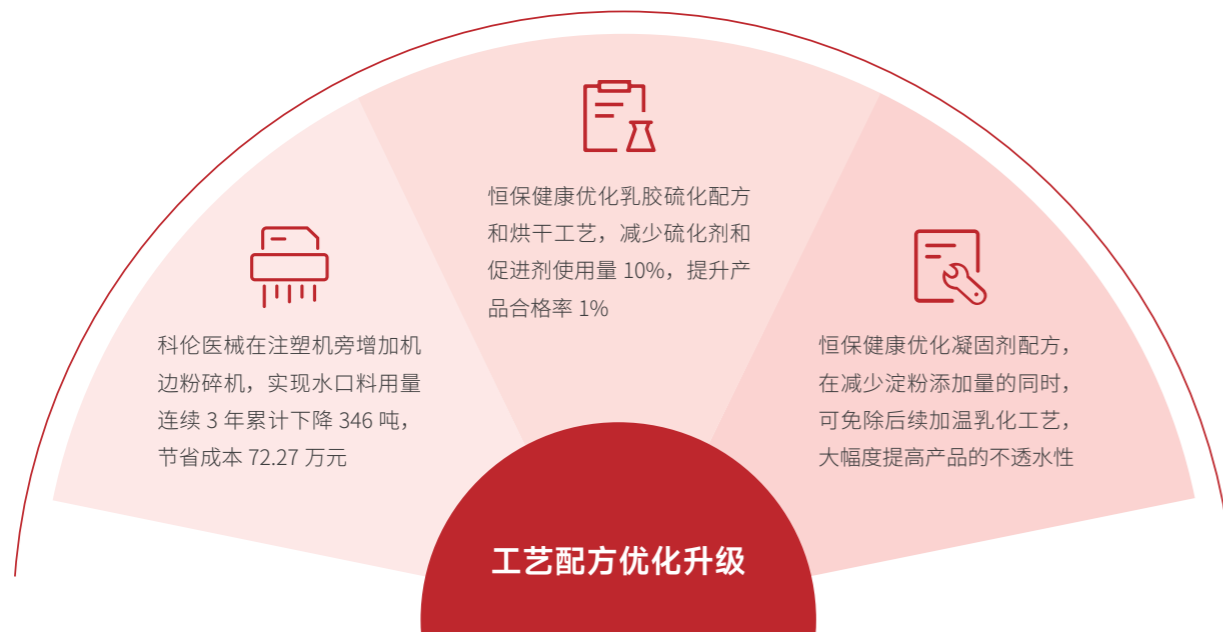 科伦医械在注塑机旁增加机
边粉碎机，实现水口料用量
连续 3 年累计下降 346 吨，
节省成本 72.27 万元
恒保健康优化乳胶硫化配方
和烘干工艺，减少硫化剂和
促进剂使用量 10%，提升产
品合格率 1%
恒保健康优化凝固剂配方，
在减少淀粉添加量的同时，
可免除后续加温乳化工艺，
大幅度提高产品的不透水性
工艺配方优化升级